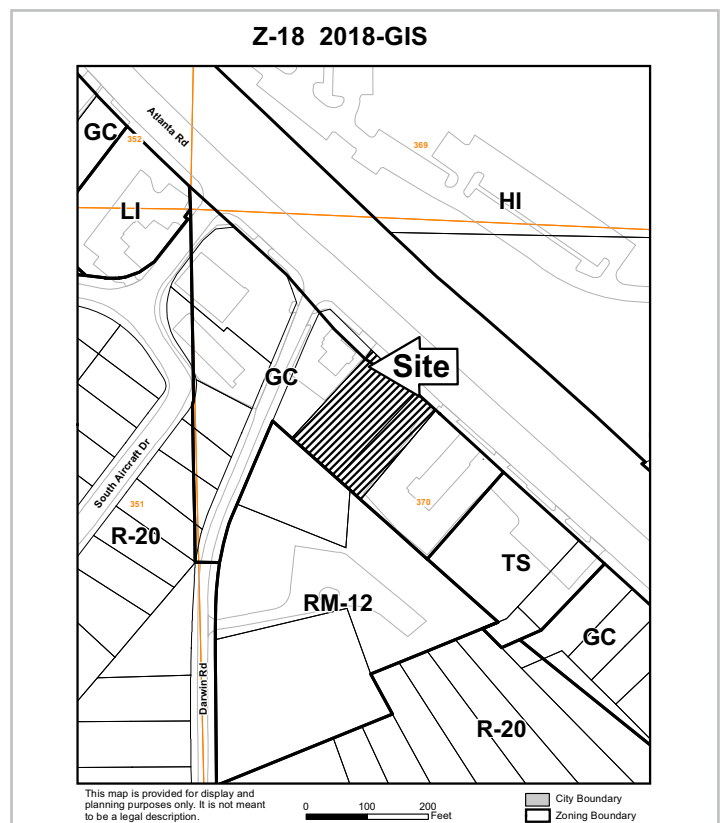 Z-18 2018-GIS
Atlanta Rd
GC
352
369
HI
LI
Site
GC
South Aircraft Dr
351
370
R-20
TS
RM-12
GC
Darwin Rd
R-20
This map is provided for display and
planning purposes only. It is not meant
to be a legal description.
0 100 200
Feet
City Boundary
Zoning Boundary